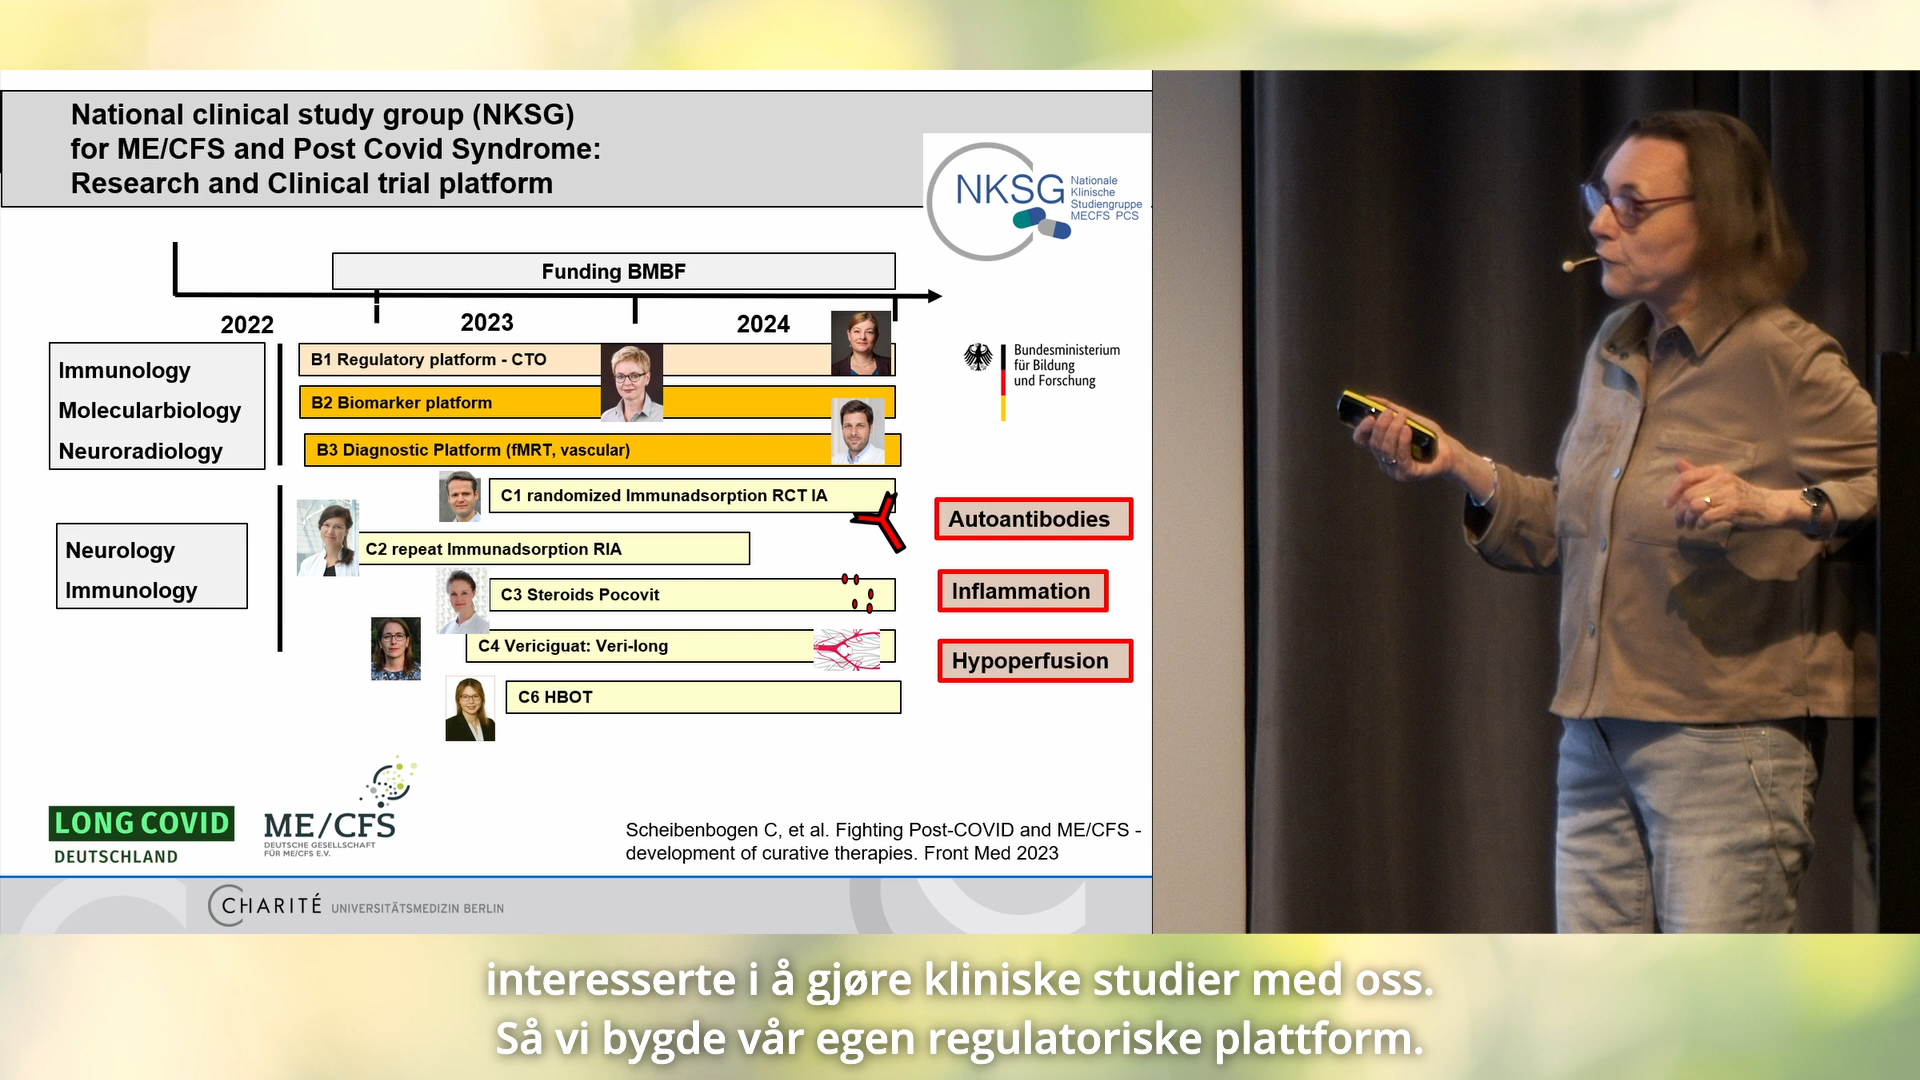 National clinical study group (NKSG)
for ME/CFS and Post Covid Syndrome:
Research and Clinical trial platform
NKSG
Nationale
Klinische
Studiengruppe
MECFS PCS
Funding BMBF
2022
2023
2024
Immunology
Molecularbiology
Neuroradiology
B1 Regulatory platform - CTO
B2 Biomarker platform
B3 Diagnostic Platform (fMRT, vascular)
Bundesministerium
für Bildung
und Forschung
Neurology
Immunology
C1 randomized Immunadsorption RCT IA
C2 repeat Immunadsorption RIA
C3 Steroids Pocovit
C4 Vericiguat: Veri-long
C6 HBOT
Autoantibodies
Inflammation
Hypoperfusion
LONG COVID
DEUTSCHLAND
ME/CFS
DEUTSCHE GESELLSCHAFT
FÜR ME/CFS E.V.
Scheibenbogen C, et al. Fighting Post-COVID and ME/CFS -
development of curative therapies. Front Med 2023
CHARITÉ UNIVERSITÄTSMEDIZIN BERLIN
interesserte i å gjøre kliniske studier med oss.
Så vi bygde vår egen regulatoriske plattform.